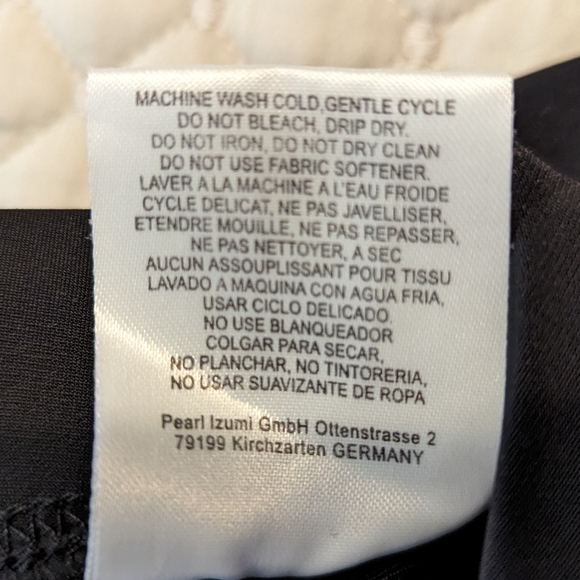 MACHINE WASH COLD,GENTLE CYCLE
DO NOT BLEACH, DRIP DRY.
DO NOT IRON, DO NOT DRY CLEAN
DO NOT USE FABRIC SOFTENER.
LAVER A LA MACHINE A L'EAU FROIDE
CYCLE DELICAT, NE PAS JAVELLISER,
ETENDRE MOUILLE, NE PAS REPASSER,
NE PAS NETTOYER, A SEC
AUCUN ASSOUPLISSANT POUR TISSU
LAVADO A MAQUINA CON AGUA FRIA,
USAR CICLO DELICADO.
NO USE BLANQUEADOR
COLGAR PARA SECAR,
NO PLANCHAR, NO TINTORERIA,
NO USAR SUAVIZANTE DE ROPA
Pearl Izumi GmbH Ottenstrasse 2
79199 Kirchzarten GERMANY